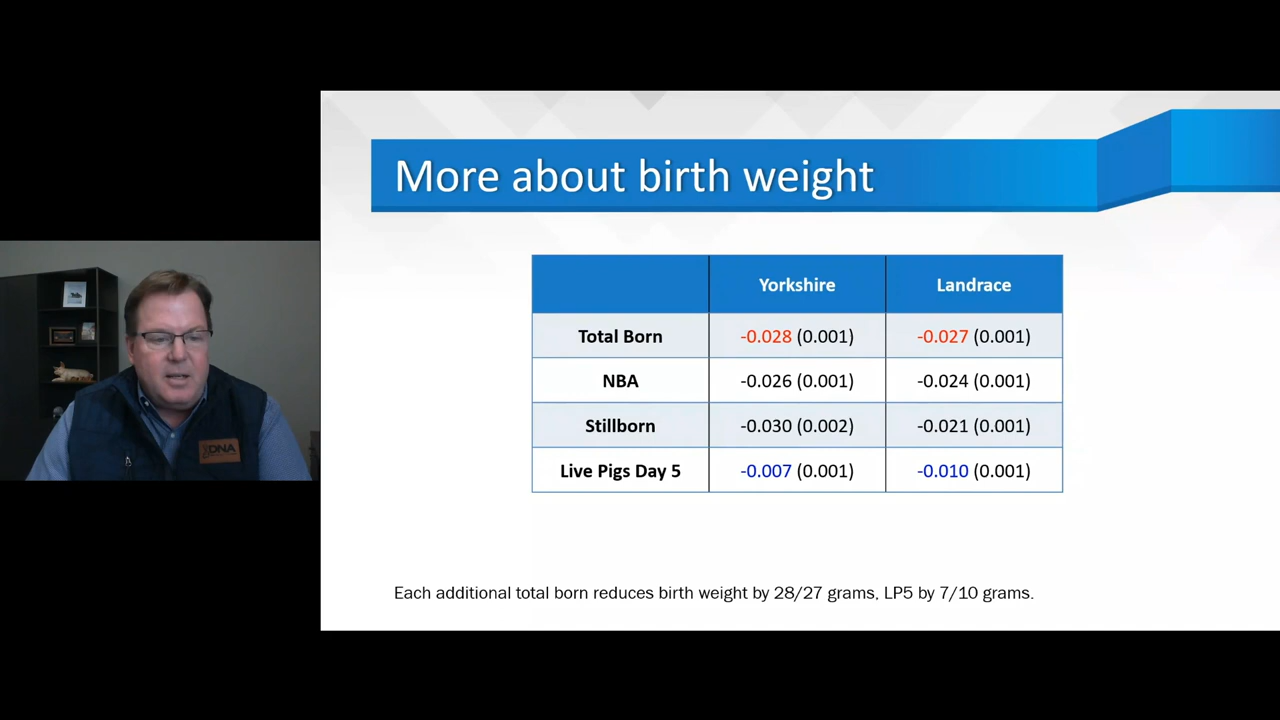 More about birth weight
Yorkshire Landrace
Total Born -0.028 (0.001) -0.027 (0.001)
NBA -0.026 (0.001) -0.024 (0.001)
Stillborn -0.030 (0.002) -0.021 (0.001)
Live Pigs Day 5 -0.007 (0.001) -0.010 (0.001)
Each additional total born reduces birth weight by 28/27 grams, LP5 by 7/10 grams.
DNA